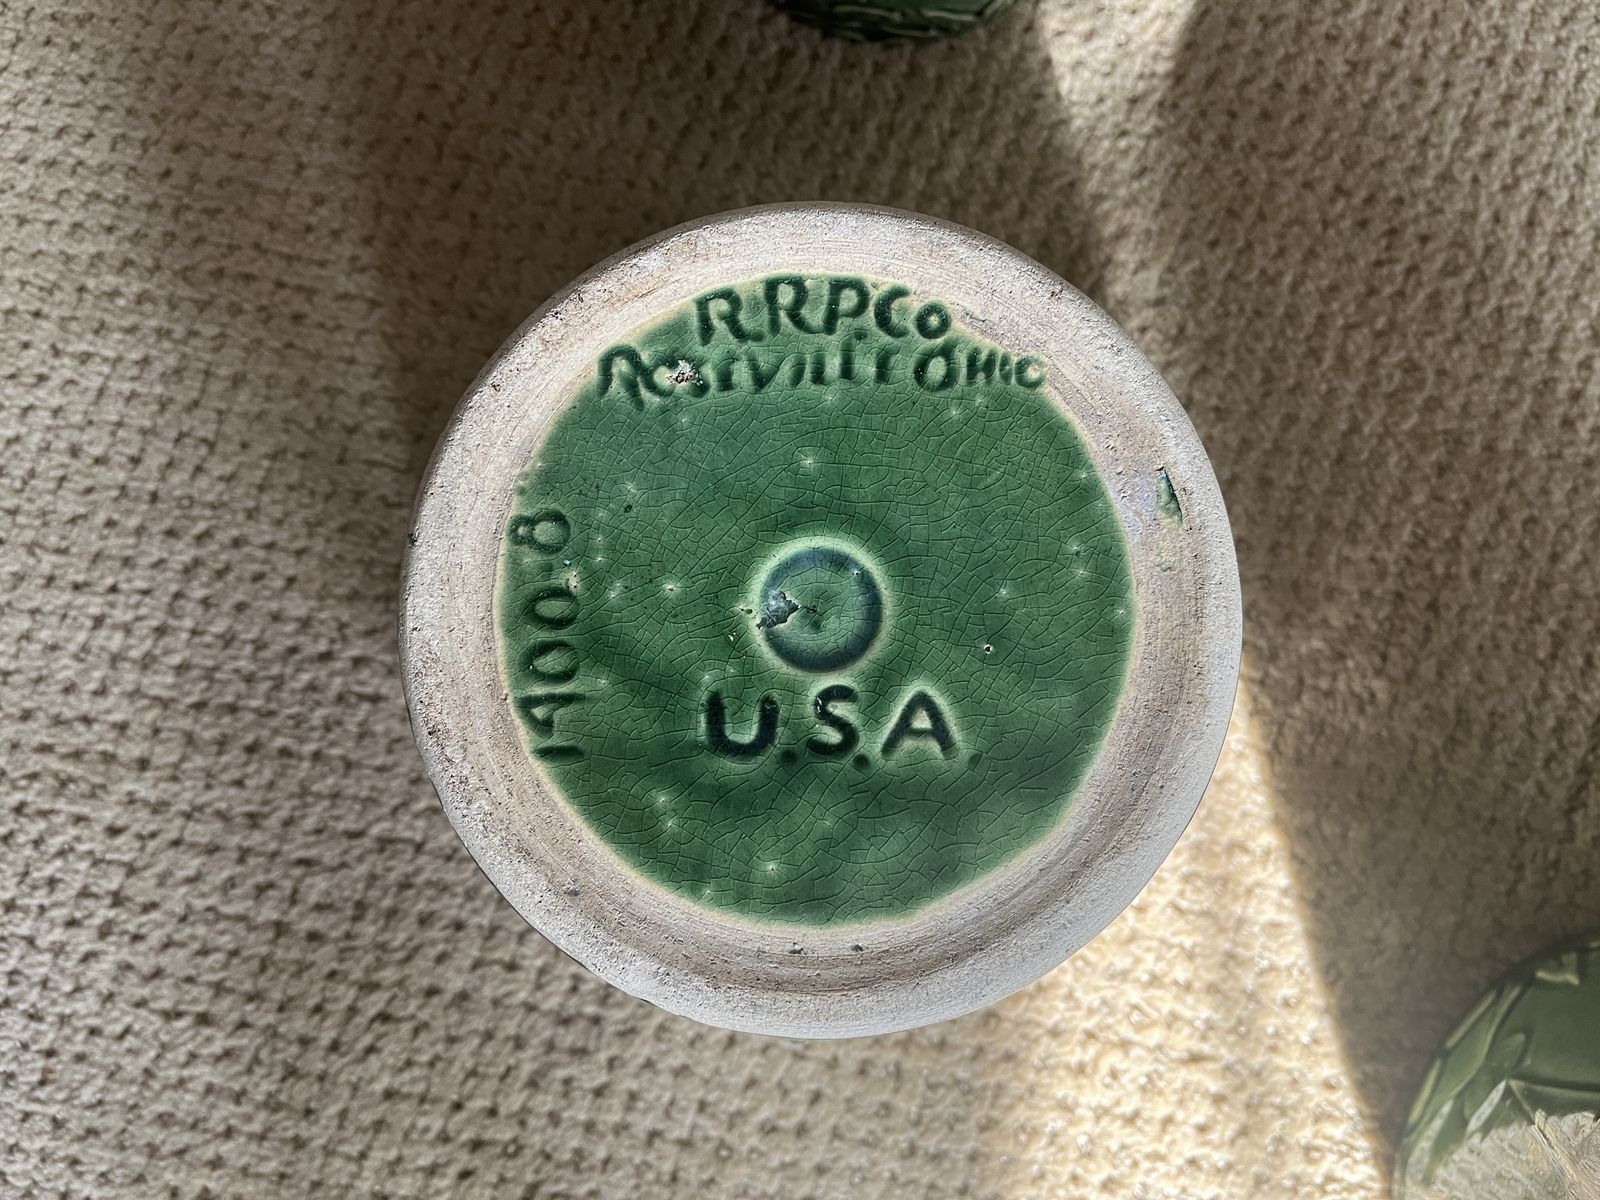 R.R.P.Co
Roseville Ohio
1400-8
U.S.A.